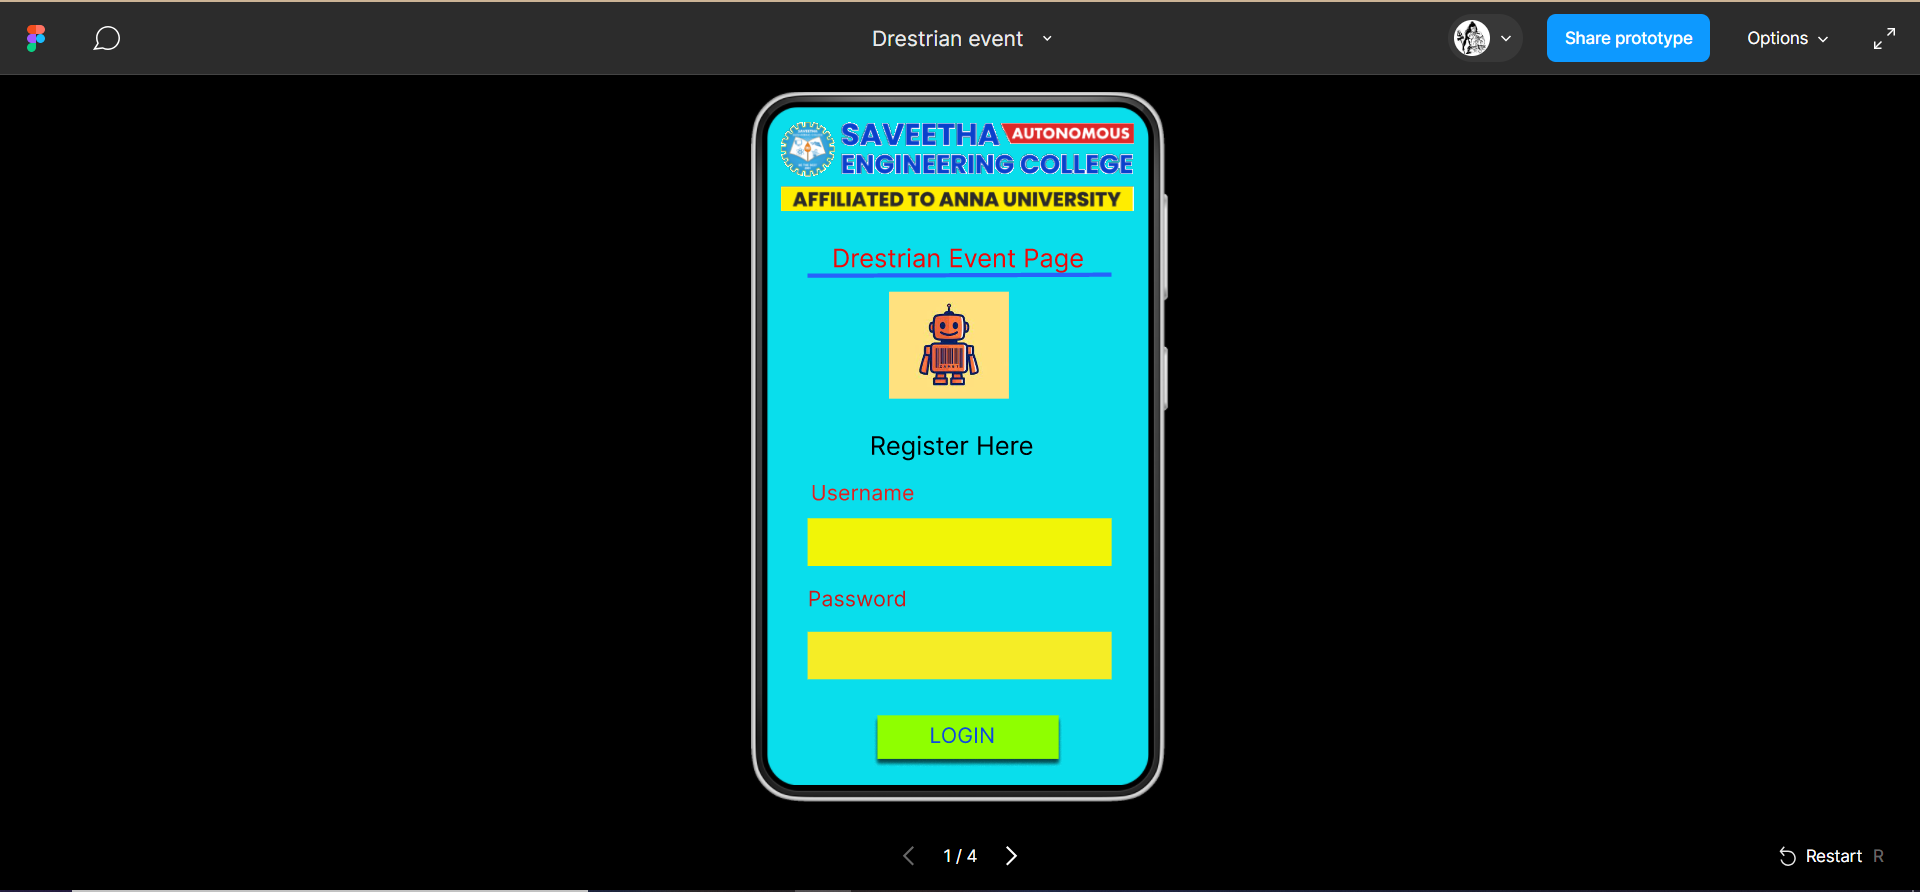 Drestrian event
Share prototype
Options
SAVEETHA AUTONOMOUS
ENGINEERING COLLEGE
AFFILIATED TO ANNA UNIVERSITY
Drestrian Event Page
Register Here
Username
Password
LOGIN
1 / 4
Restart R